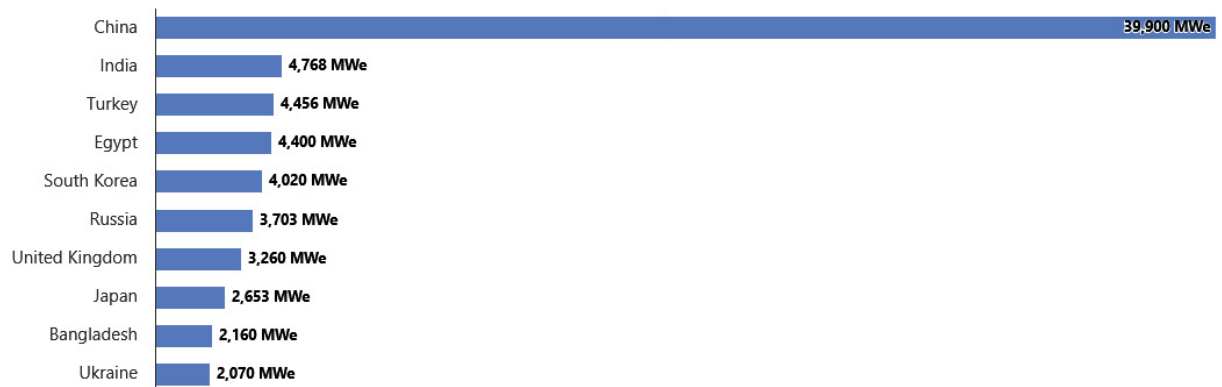 China 39,900 MWe
India 4,768 MWe
Turkey 4,456 MWe
Egypt 4,400 MWe
South Korea 4,020 MWe
Russia 3,703 MWe
United Kingdom 3,260 MWe
Japan 2,653 MWe
Bangladesh 2,160 MWe
Ukraine 2,070 MWe